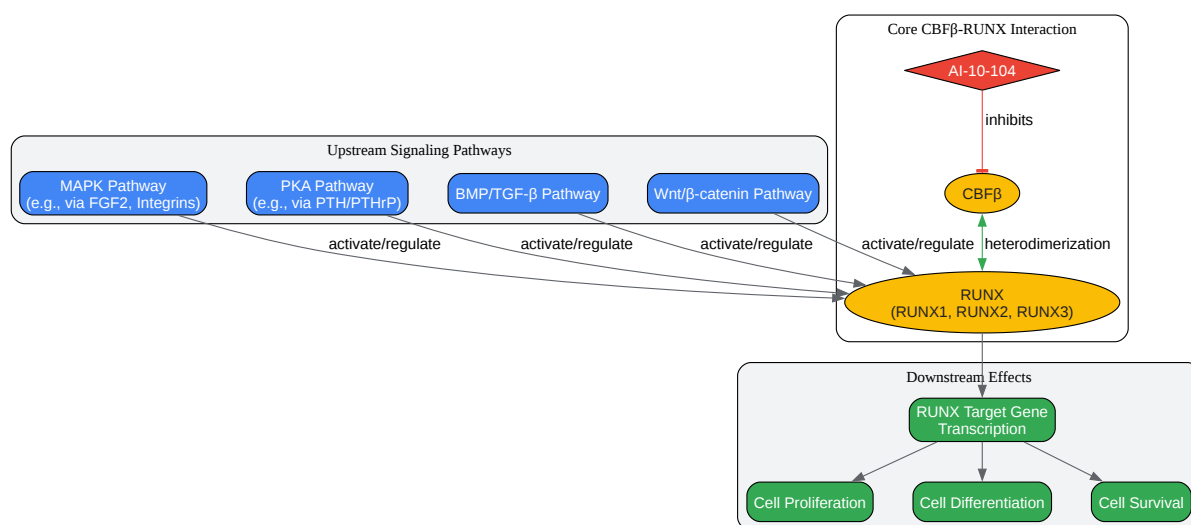 Core CBFβ-RUNX Interaction
AI-10-104
inhibits
Upstream Signaling Pathways
MAPK Pathway
(e.g., via FGF2, Integrins)
PKA Pathway
(e.g., via PTH/PTHrP)
BMP/TGF-β Pathway
Wnt/β-catenin Pathway
CBFβ
activate/regulate
activate/regulate
activate/regulate
activate/regulate
heterodimerization
RUNX
(RUNX1, RUNX2, RUNX3)
Downstream Effects
RUNX Target Gene
Transcription
Cell Proliferation
Cell Differentiation
Cell Survival